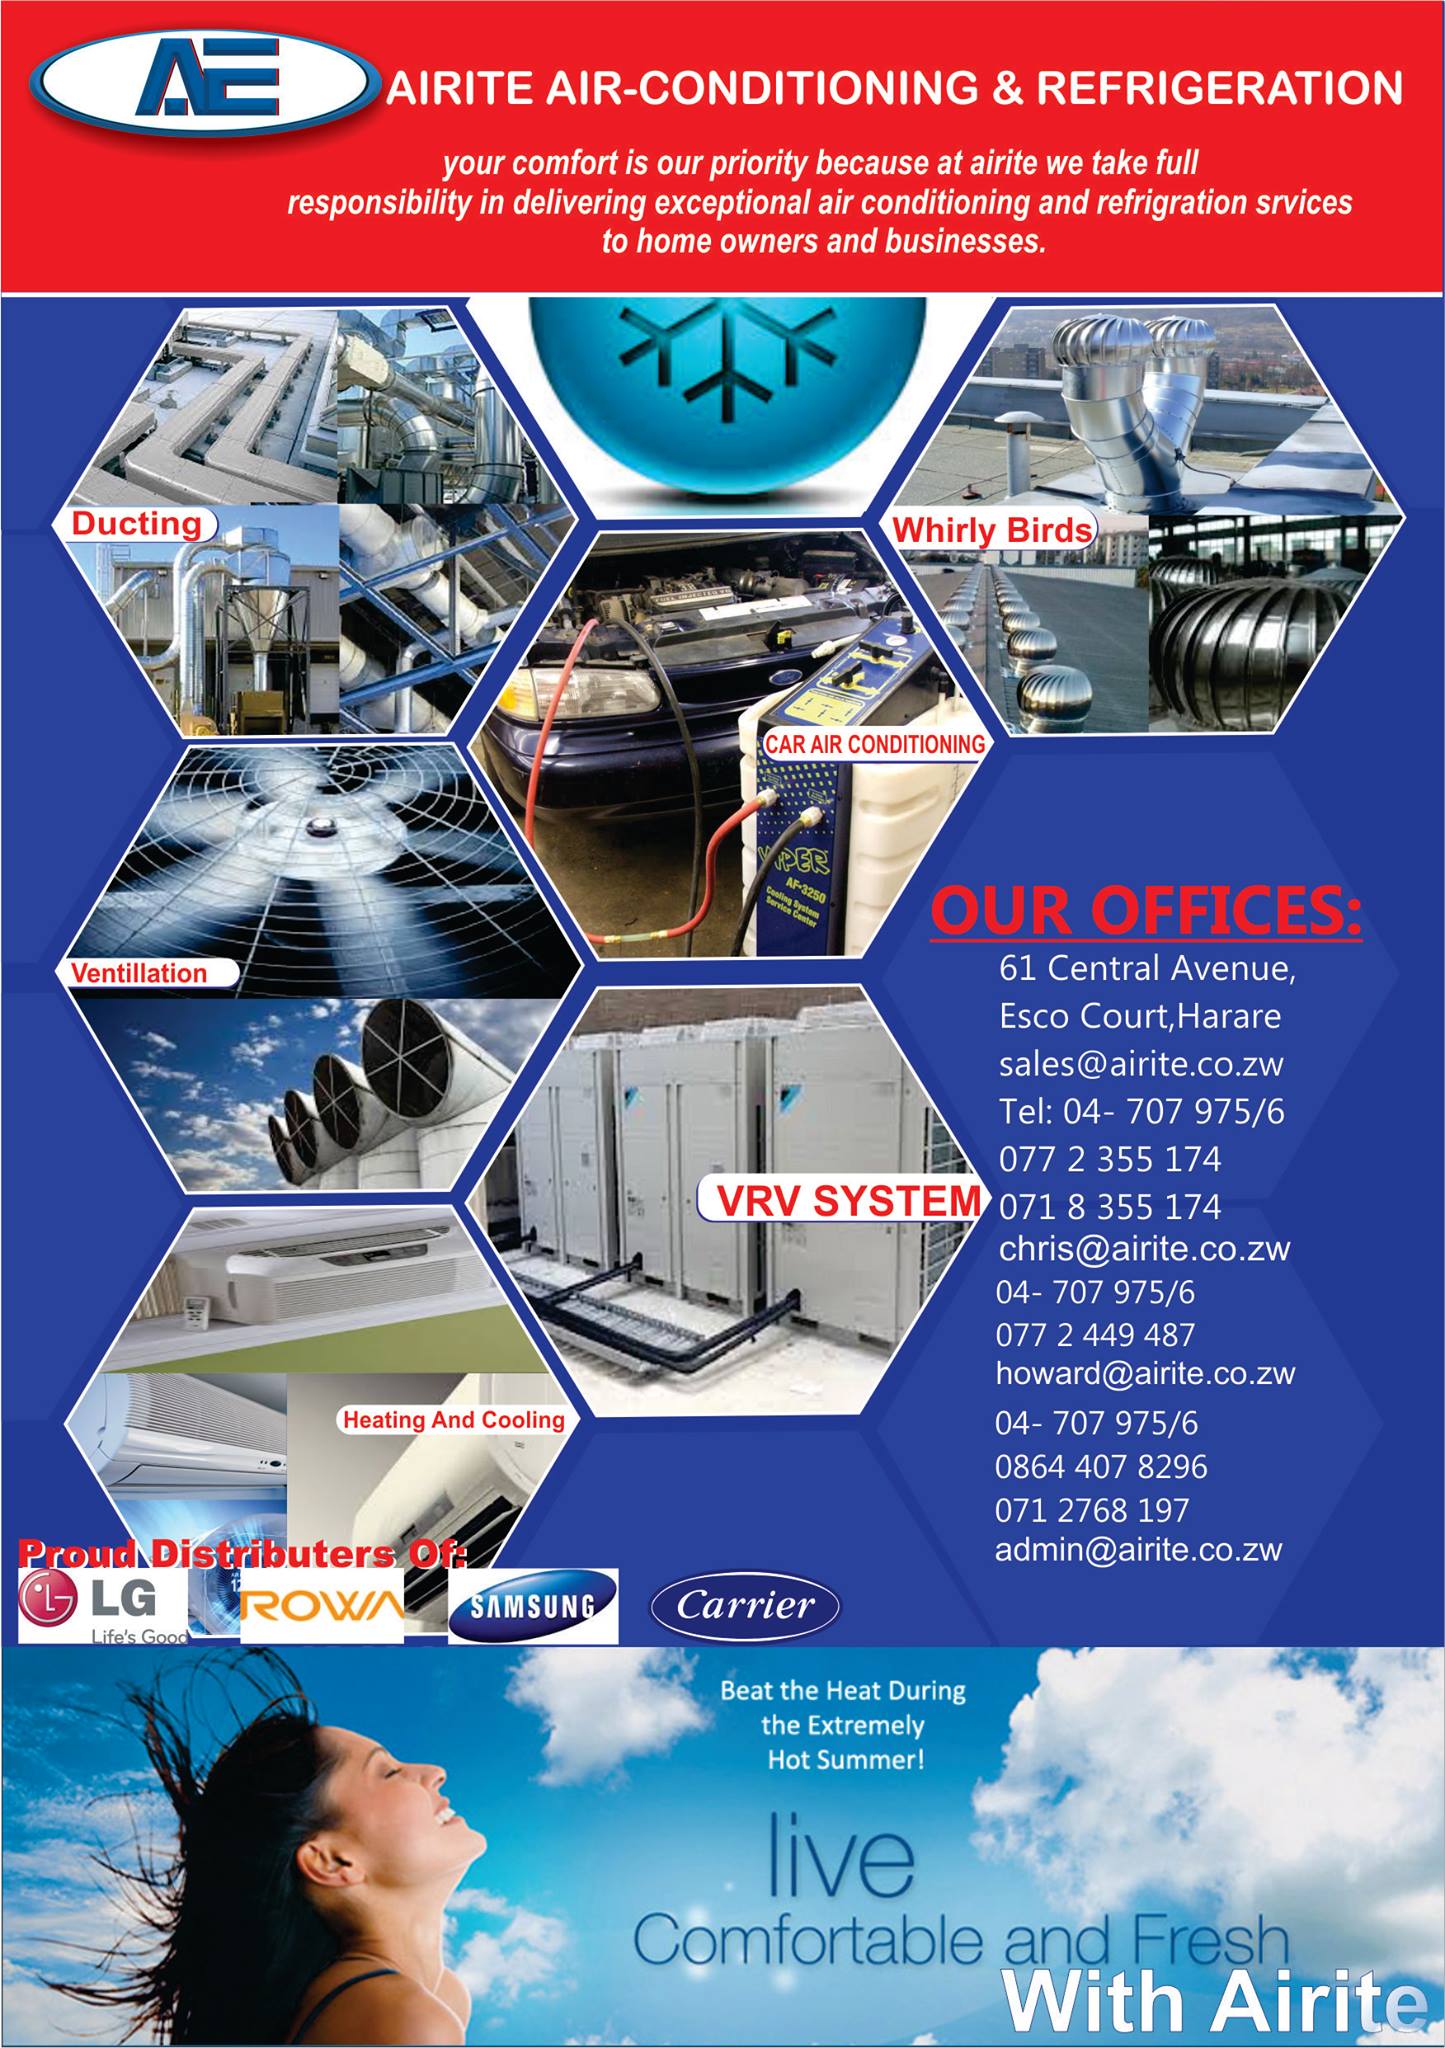 AE
AIRITE AIR-CONDITIONING & REFRIGERATION
your comfort is our priority because at airite we take full
responsibility in delivering exceptional air conditioning and refrigration srvices
to home owners and businesses.
Ducting
Whirly Birds
FUEL INJECTED V6
Ford
CAR AIR CONDITIONING
VIPER
AF-3250
Cooling System
Service Center
Ventillation
VRV SYSTEM
Heating And Cooling
OUR OFFICES:
61 Central Avenue,
Esco Court,Harare
sales@airite.co.zw
Tel: 04- 707 975/6
077 2 355 174
071 8 355 174
chris@airite.co.zw
04- 707 975/6
077 2 449 487
howard@airite.co.zw
04- 707 975/6
0864 407 8296
071 2768 197
admin@airite.co.zw
Proud Distributers Of:
LG
Life's Good
ROWA
SAMSUNG
Carrier
Beat the Heat During
the Extremely
Hot Summer!
live
Comfortable and Fresh
With Airite